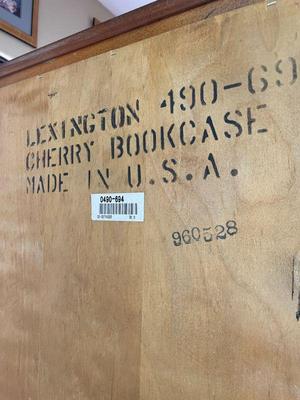 LEXINGTON 490-69
CHERRY BOOKCASE
MADE IN U.S.A.
0490-694
960528